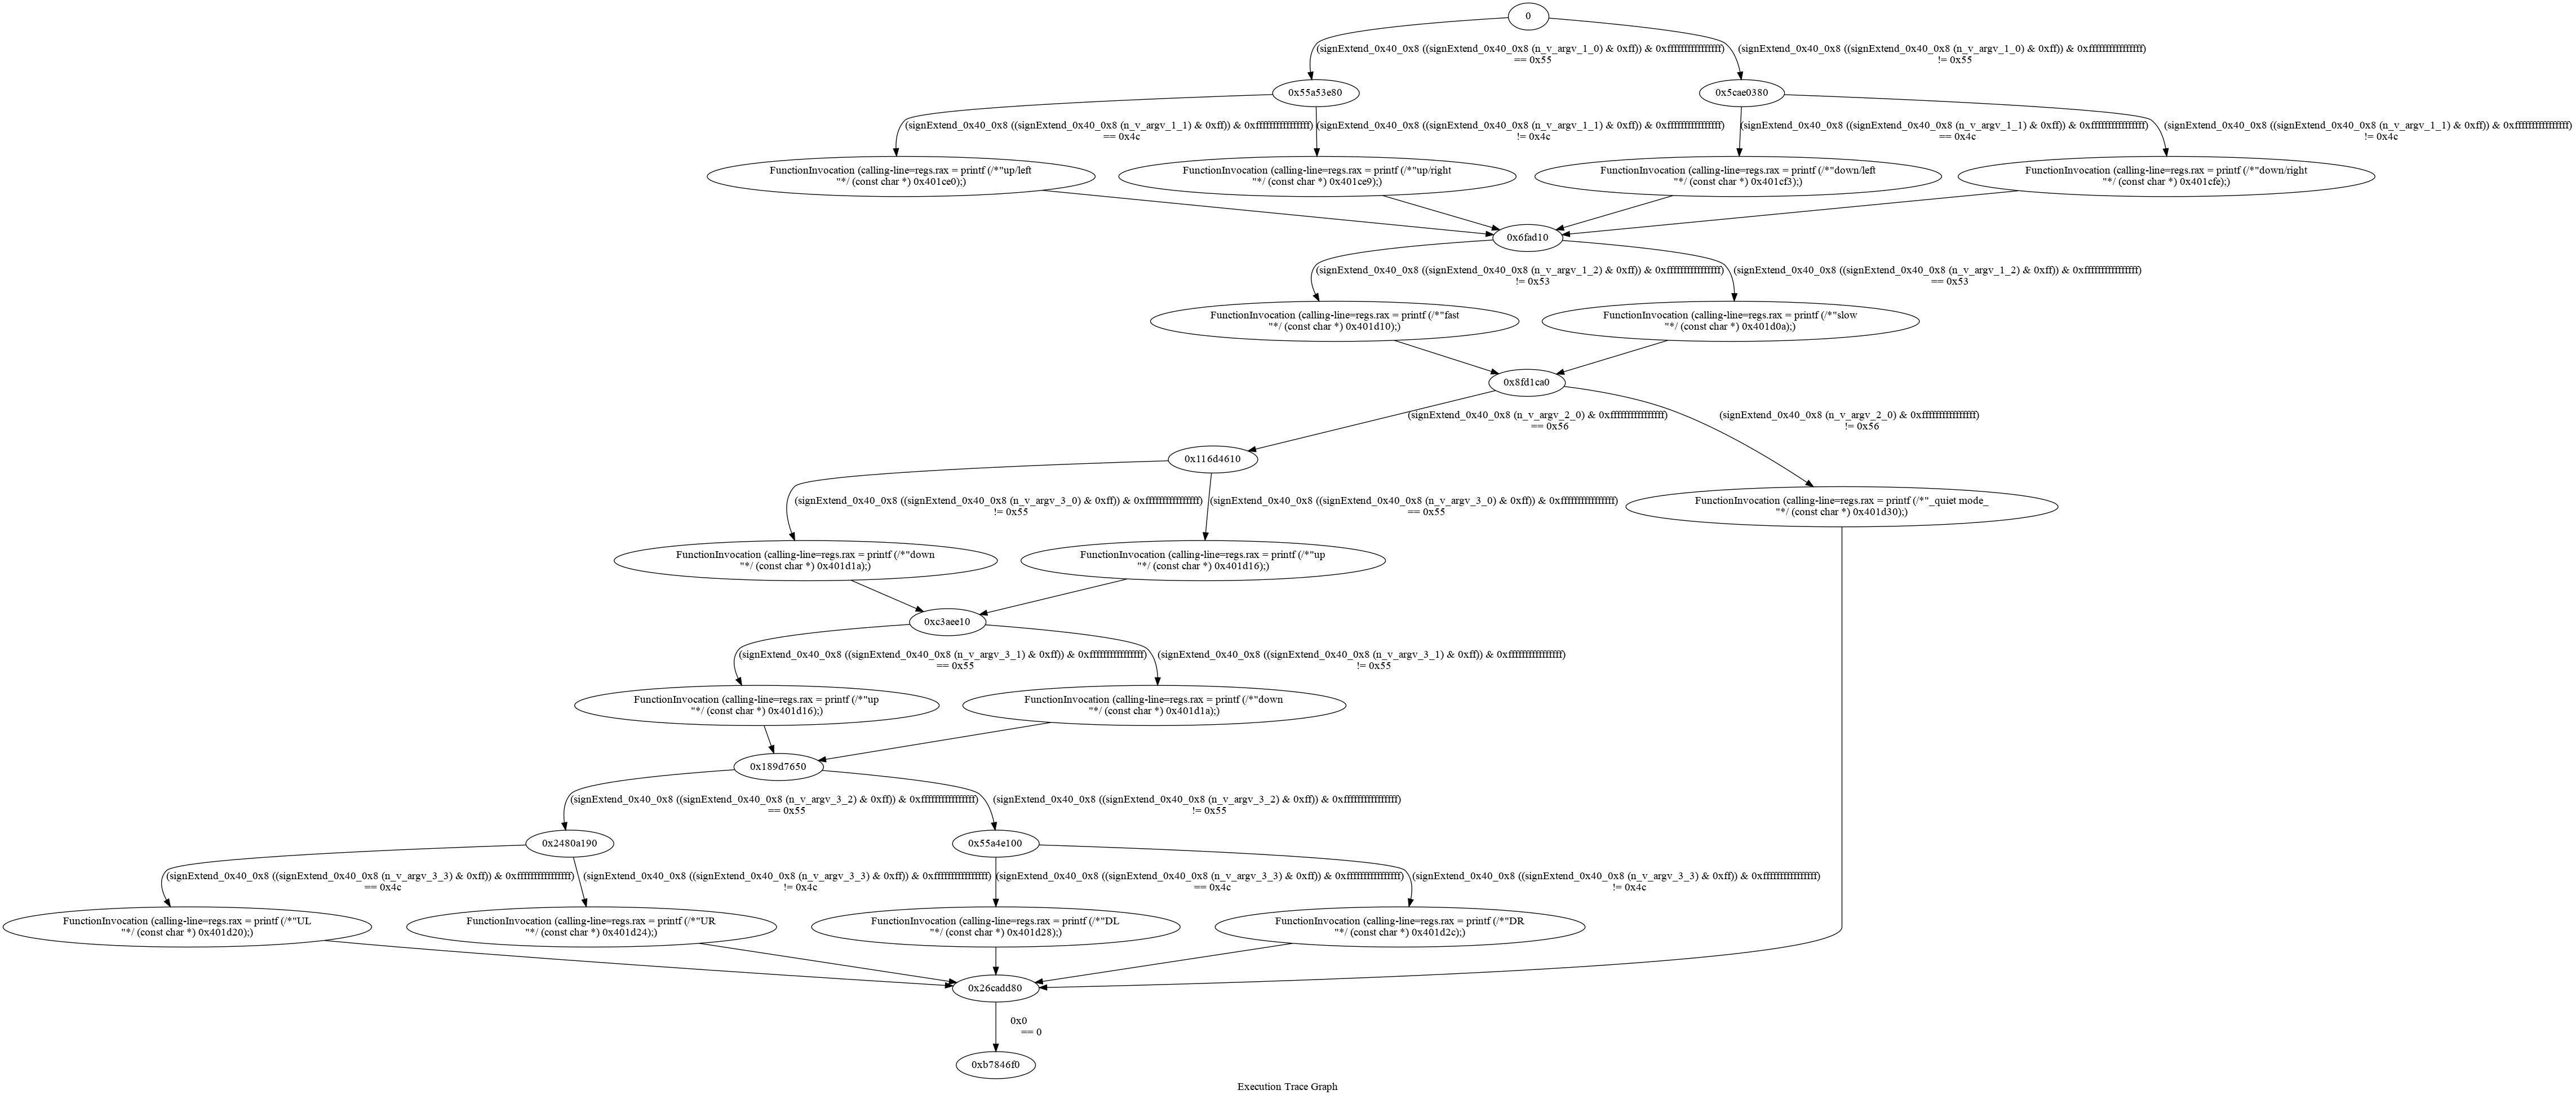 0
(signExtend_0x40_0x8 ((signExtend_0x40_0x8 (n_v_argv_1_0) & 0xff)) & 0xffffffffffffffff)
== 0x55
(signExtend_0x40_0x8 ((signExtend_0x40_0x8 (n_v_argv_1_0) & 0xff)) & 0xffffffffffffffff)
!= 0x55
0x55a53e80
0x5cae0380
(signExtend_0x40_0x8 ((signExtend_0x40_0x8 (n_v_argv_1_1) & 0xff)) & 0xffffffffffffffff)
== 0x4c
(signExtend_0x40_0x8 ((signExtend_0x40_0x8 (n_v_argv_1_1) & 0xff)) & 0xffffffffffffffff)
!= 0x4c
(signExtend_0x40_0x8 ((signExtend_0x40_0x8 (n_v_argv_1_1) & 0xff)) & 0xffffffffffffffff)
== 0x4c
(signExtend_0x40_0x8 ((signExtend_0x40_0x8 (n_v_argv_1_1) & 0xff)) & 0xffffffffffffffff)
!= 0x4c
FunctionInvocation (calling-line=regs.rax = printf (/*"up/left
"*/ (const char *) 0x401ce0);)
FunctionInvocation (calling-line=regs.rax = printf (/*"up/right
"*/ (const char *) 0x401ce9);)
FunctionInvocation (calling-line=regs.rax = printf (/*"down/left
"*/ (const char *) 0x401cf3);)
FunctionInvocation (calling-line=regs.rax = printf (/*"down/right
"*/ (const char *) 0x401cfe);)
0x6fad10
(signExtend_0x40_0x8 ((signExtend_0x40_0x8 (n_v_argv_1_2) & 0xff)) & 0xffffffffffffffff)
!= 0x53
(signExtend_0x40_0x8 ((signExtend_0x40_0x8 (n_v_argv_1_2) & 0xff)) & 0xffffffffffffffff)
== 0x53
FunctionInvocation (calling-line=regs.rax = printf (/*"fast
"*/ (const char *) 0x401d10);)
FunctionInvocation (calling-line=regs.rax = printf (/*"slow
"*/ (const char *) 0x401d0a);)
0x8fd1ca0
(signExtend_0x40_0x8 (n_v_argv_2_0) & 0xffffffffffffffff)
== 0x56
(signExtend_0x40_0x8 (n_v_argv_2_0) & 0xffffffffffffffff)
!= 0x56
0x116d4610
(signExtend_0x40_0x8 ((signExtend_0x40_0x8 (n_v_argv_3_0) & 0xff)) & 0xffffffffffffffff)
!= 0x55
(signExtend_0x40_0x8 ((signExtend_0x40_0x8 (n_v_argv_3_0) & 0xff)) & 0xffffffffffffffff)
== 0x55
FunctionInvocation (calling-line=regs.rax = printf (/*"_quiet mode_
"*/ (const char *) 0x401d30);)
FunctionInvocation (calling-line=regs.rax = printf (/*"down
"*/ (const char *) 0x401d1a);)
FunctionInvocation (calling-line=regs.rax = printf (/*"up
"*/ (const char *) 0x401d16);)
0xc3aee10
(signExtend_0x40_0x8 ((signExtend_0x40_0x8 (n_v_argv_3_1) & 0xff)) & 0xffffffffffffffff)
== 0x55
(signExtend_0x40_0x8 ((signExtend_0x40_0x8 (n_v_argv_3_1) & 0xff)) & 0xffffffffffffffff)
!= 0x55
FunctionInvocation (calling-line=regs.rax = printf (/*"up
"*/ (const char *) 0x401d16);)
FunctionInvocation (calling-line=regs.rax = printf (/*"down
"*/ (const char *) 0x401d1a);)
0x189d7650
(signExtend_0x40_0x8 ((signExtend_0x40_0x8 (n_v_argv_3_2) & 0xff)) & 0xffffffffffffffff)
== 0x55
(signExtend_0x40_0x8 ((signExtend_0x40_0x8 (n_v_argv_3_2) & 0xff)) & 0xffffffffffffffff)
!= 0x55
0x2480a190
0x55a4e100
(signExtend_0x40_0x8 ((signExtend_0x40_0x8 (n_v_argv_3_3) & 0xff)) & 0xffffffffffffffff)
== 0x4c
(signExtend_0x40_0x8 ((signExtend_0x40_0x8 (n_v_argv_3_3) & 0xff)) & 0xffffffffffffffff)
!= 0x4c
(signExtend_0x40_0x8 ((signExtend_0x40_0x8 (n_v_argv_3_3) & 0xff)) & 0xffffffffffffffff)
== 0x4c
(signExtend_0x40_0x8 ((signExtend_0x40_0x8 (n_v_argv_3_3) & 0xff)) & 0xffffffffffffffff)
!= 0x4c
FunctionInvocation (calling-line=regs.rax = printf (/*"UL
"*/ (const char *) 0x401d20);)
FunctionInvocation (calling-line=regs.rax = printf (/*"UR
"*/ (const char *) 0x401d24);)
FunctionInvocation (calling-line=regs.rax = printf (/*"DL
"*/ (const char *) 0x401d28);)
FunctionInvocation (calling-line=regs.rax = printf (/*"DR
"*/ (const char *) 0x401d2c);)
0x26cadd80
0x0
== 0
0xb7846f0
Execution Trace Graph